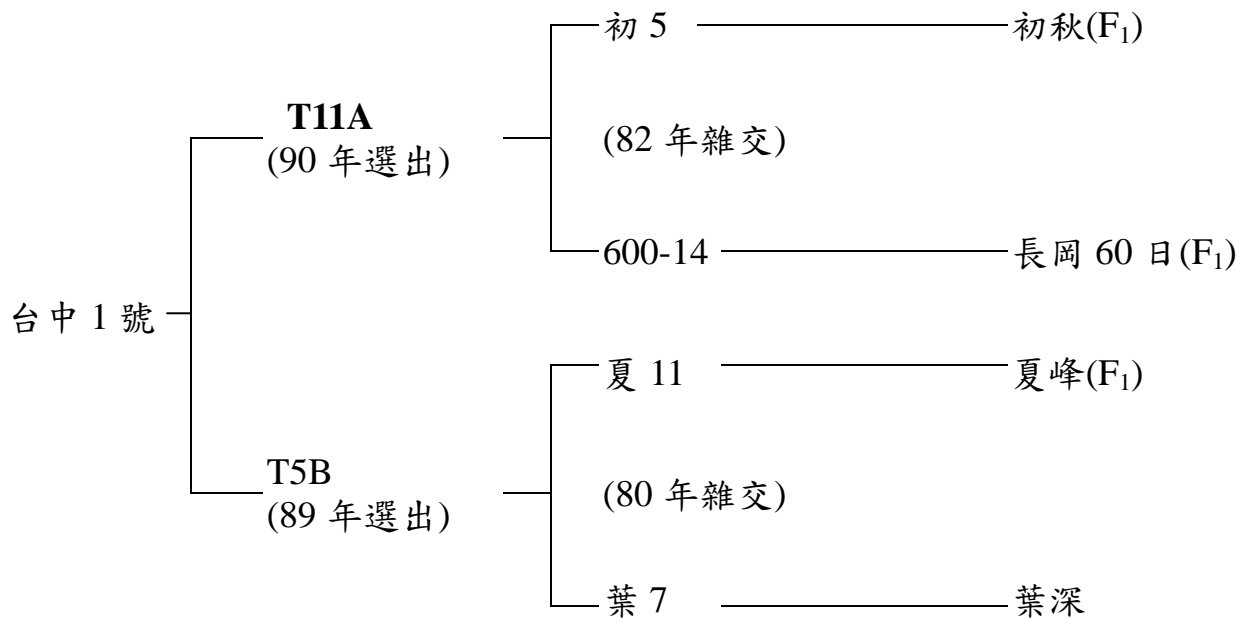 初 5 初秋(F₁)
T11A
(90 年選出)
(82 年雜交)
600-14 長岡 60 日(F₁)
台中 1 號
夏 11 夏峰(F₁)
T5B
(89 年選出)
(80 年雜交)
葉 7 葉深